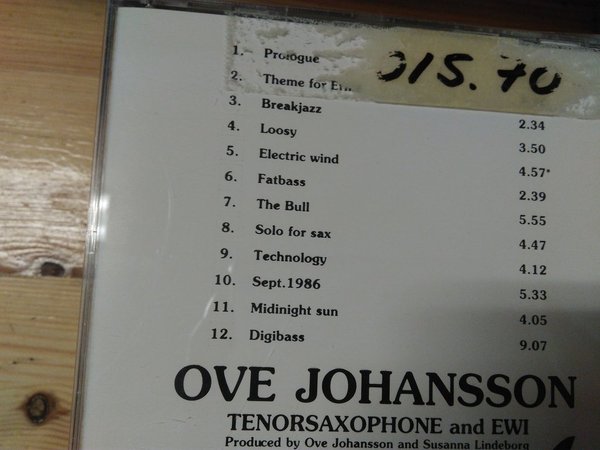 15.70
1. Prologue
2. Theme for
3. Breakjazz 2.34
4. Loosy 3.50
5. Electric wind 4.57*
6. Fatbass 2.39
7. The Bull 5.55
8. Solo for sax 4.47
9. Technology 4.12
10. Sept.1986 5.33
11. Midinight sun 4.05
12. Digibass 9.07
OVE JOHANSSON
TENORSAXOPHONE and EWI
Produced by Ove Johansson and Susanna Lindeborg